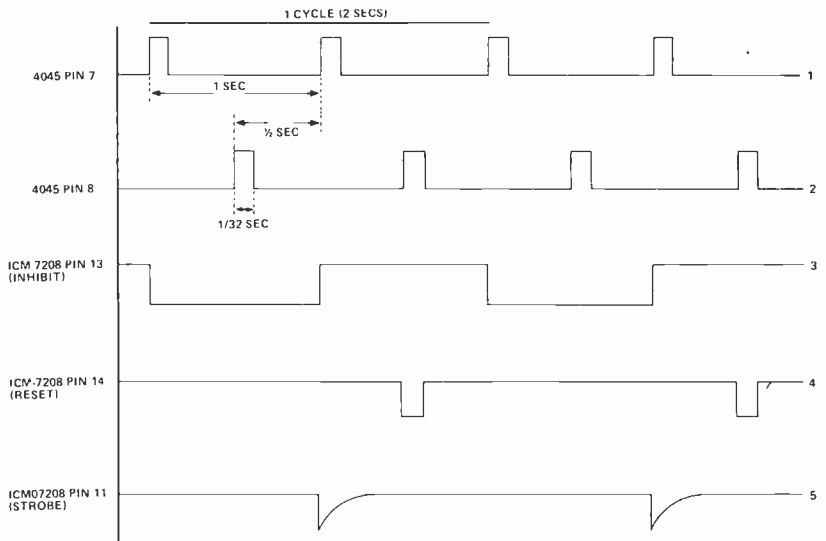 1 CYCLE (2 SECS)
4045 PIN 7
1
1 SEC
½ SEC
4045 PIN 8
2
1/32 SEC
ICM 7208 PIN 13
(INHIBIT)
3
ICM-7208 PIN 14
(RESET)
4
ICM07208 PIN 11
(STROBE)
5